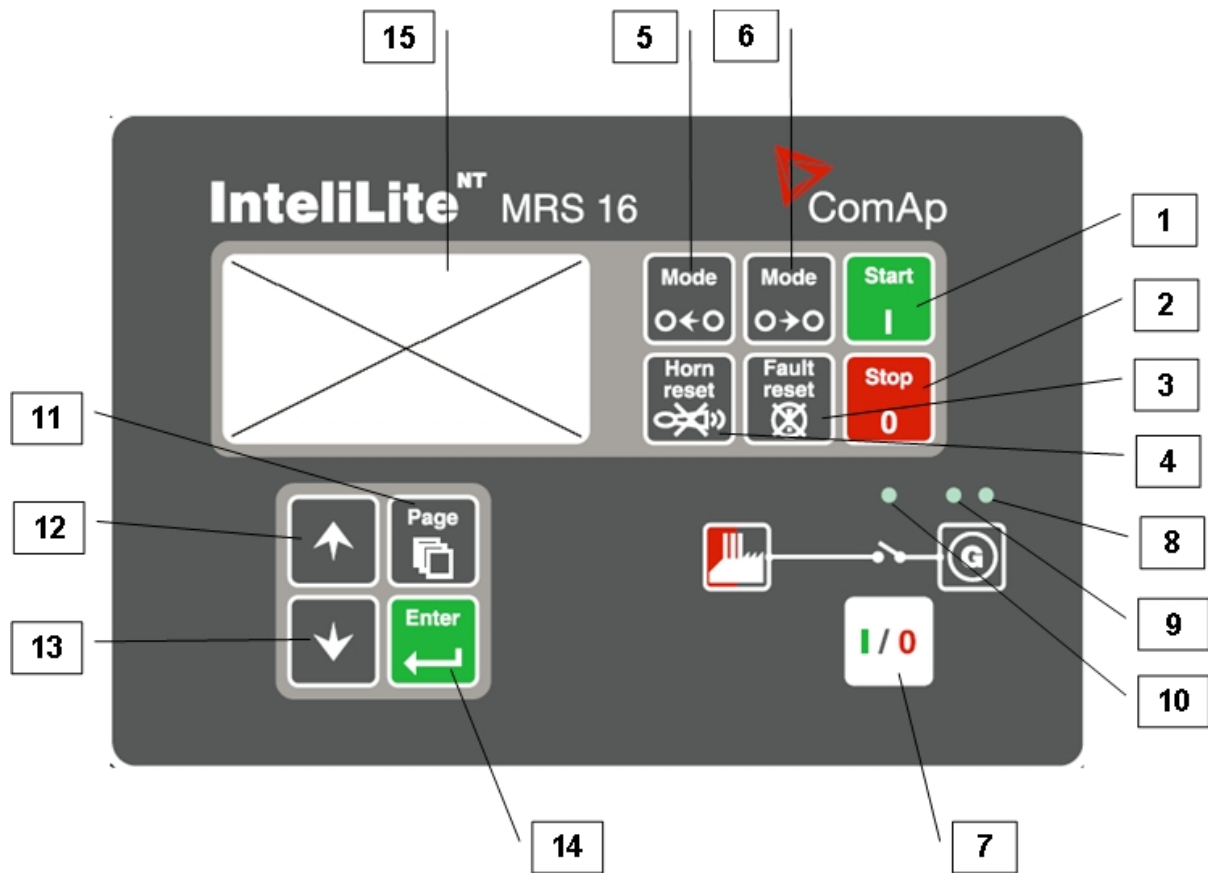 15
5
6
InteliLite NT MRS 16
ComAp
1
Mode
Mode
Start
I
2
Horn
reset
Fault
reset
Stop
0
3
4
11
12
Page
8
G
13
Enter
I / 0
9
10
14
7